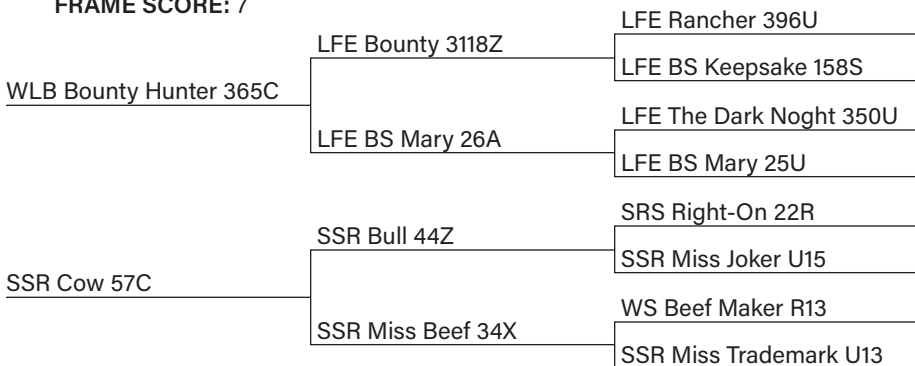 FRAME SCORE: 7
LFE Rancher 396U
LFE Bounty 3118Z
LFE BS Keepsake 158S
WLB Bounty Hunter 365C
LFE The Dark Noght 350U
LFE BS Mary 26A
LFE BS Mary 25U
SRS Right-On 22R
SSR Bull 44Z
SSR Miss Joker U15
SSR Cow 57C
WS Beef Maker R13
SSR Miss Beef 34X
SSR Miss Trademark U13